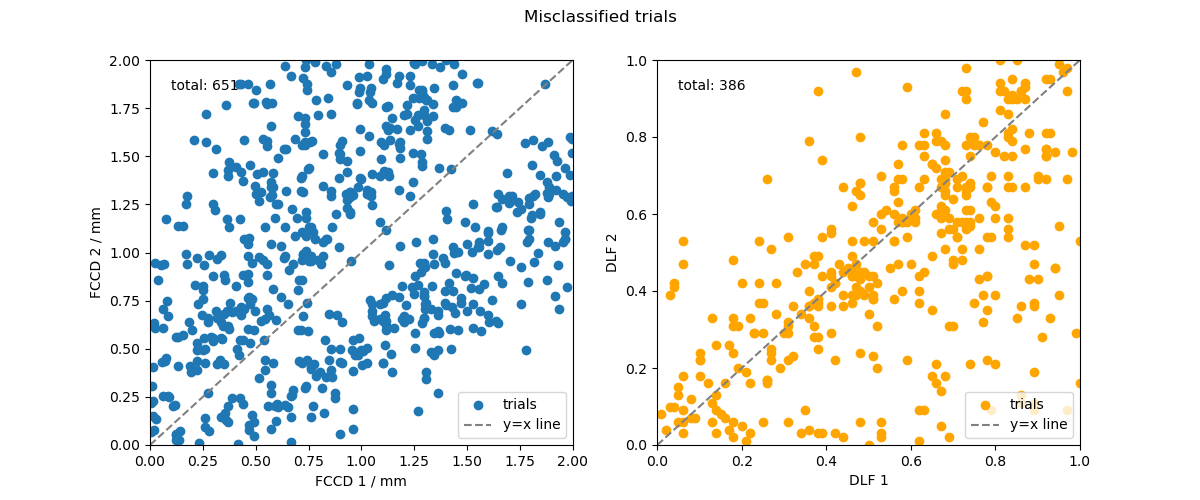 Misclassified trials
total: 651
2.00
1.75
1.50
1.25
1.00
0.75
0.50
0.25
0.00
FCCD 2 / mm
0.00 0.25 0.50 0.75 1.00 1.25 1.50 1.75 2.00
FCCD 1 / mm
trials
y=x line
total: 386
1.0
0.8
0.6
0.4
0.2
0.0
DLF 2
0.0 0.2 0.4 0.6 0.8 1.0
DLF 1
trials
y=x line